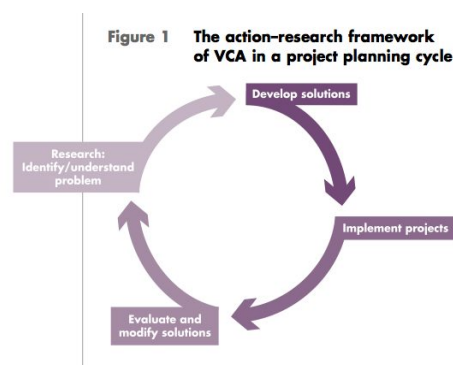 Figure 1 The action–research framework
of VCA in a project planning cycle
Develop solutions
Research:
Identify/understand
problem
Implement projects
Evaluate and
modify solutions